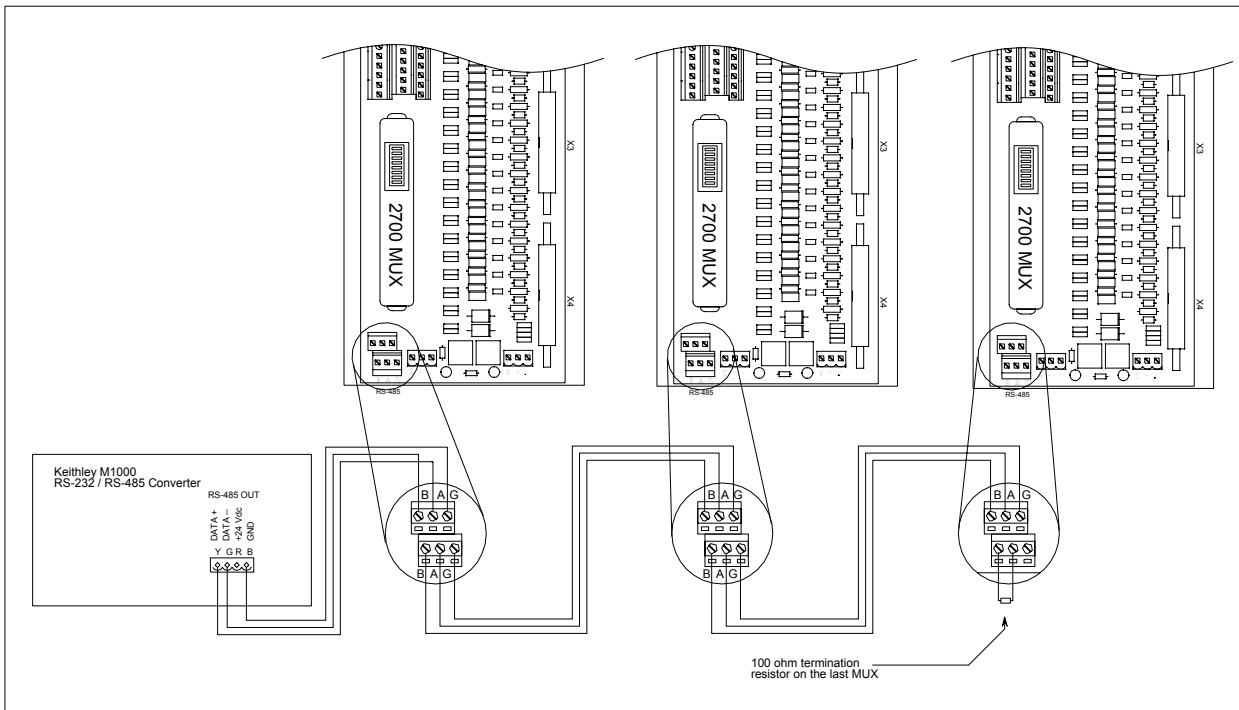 X3
X4
2700 MUX
RS-485
X3
X4
2700 MUX
RS-485
X3
X4
2700 MUX
RS-485
Keithley M1000
RS-232 / RS-485 Converter
RS-485 OUT
DATA +
DATA –
+24 Vdc
GND
Y G R B
B A G
B A G
B A G
B A G
B A G
100 ohm termination
resistor on the last MUX